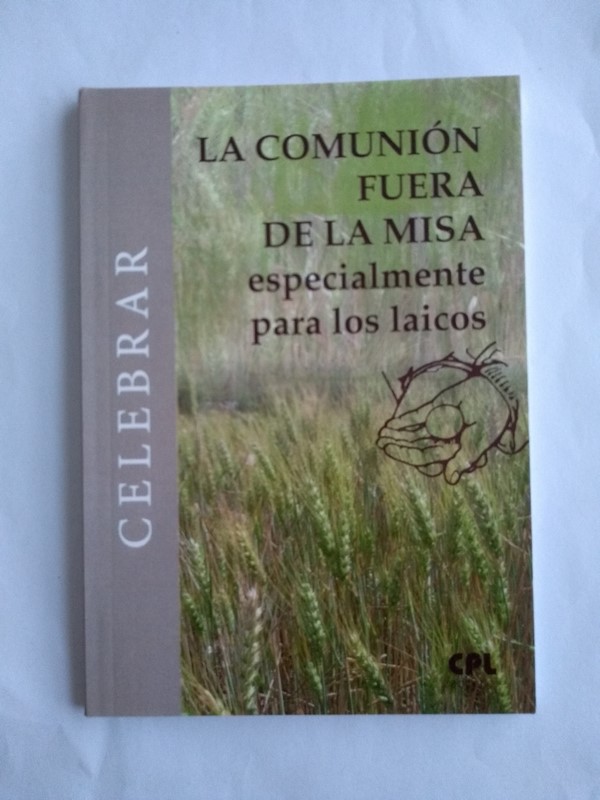 CELEBRAR
LA COMUNIÓN
FUERA
DE LA MISA
especialmente
para los laicos
CPL